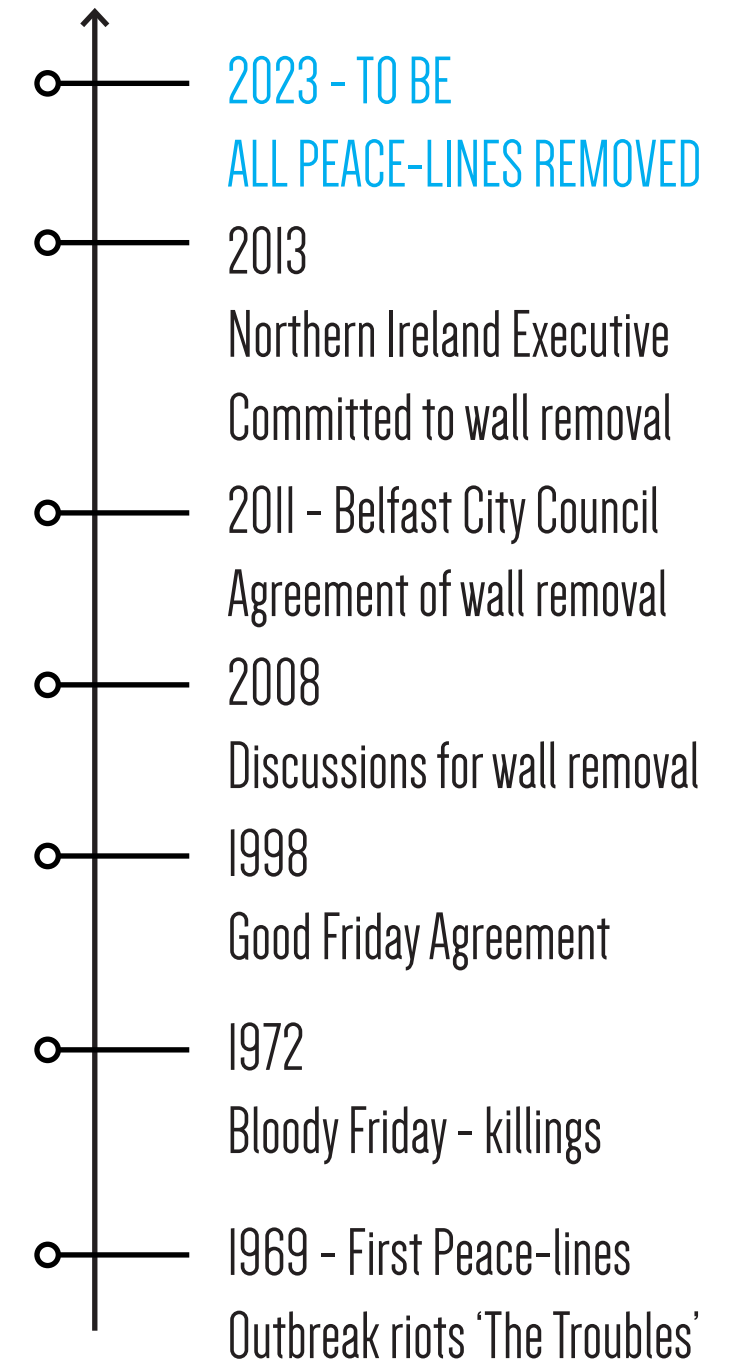 2023 - TO BE
ALL PEACE-LINES REMOVED
2013
Northern Ireland Executive
Committed to wall removal
2011 - Belfast City Council
Agreement of wall removal
2008
Discussions for wall removal
1998
Good Friday Agreement
1972
Bloody Friday - killings
1969 - First Peace-lines
Outbreak riots ‘The Troubles’